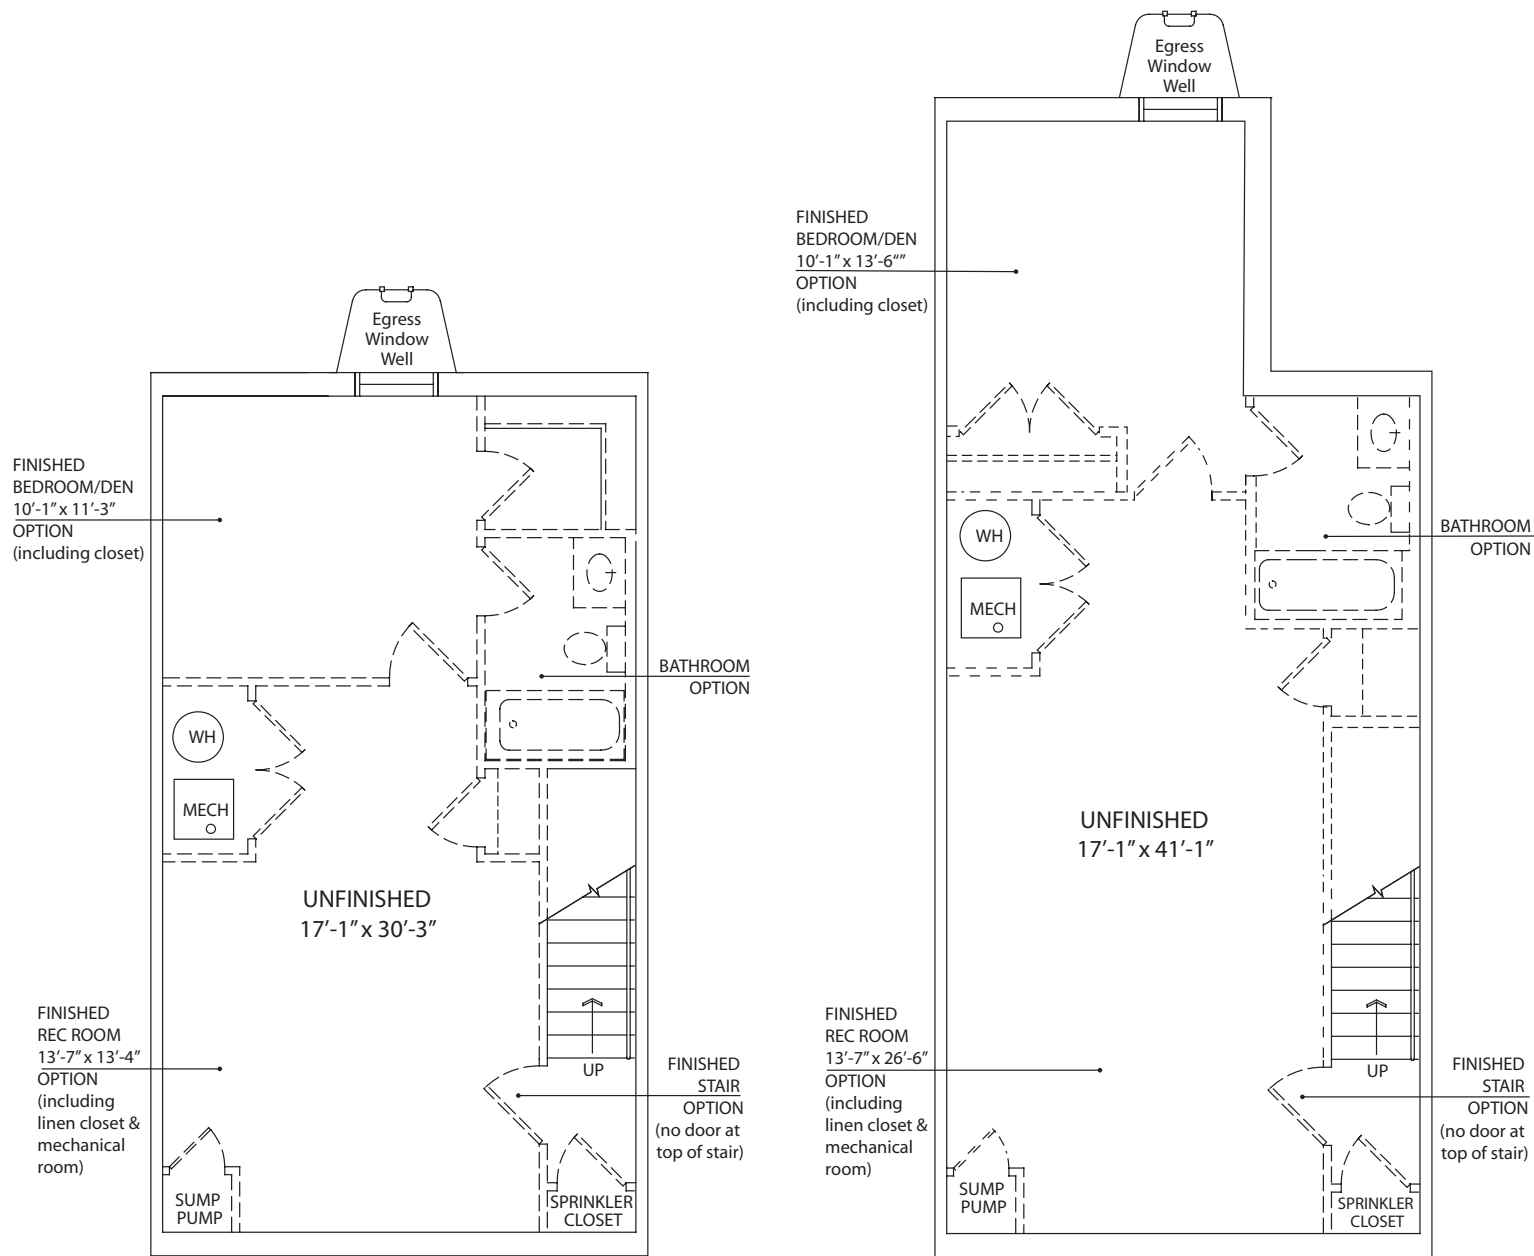 Egress
Window
Well
FINISHED
BEDROOM/DEN
10’-1” x 11’-3”
OPTION
(including closet)
BATHROOM
OPTION
WH
MECH
UNFINISHED
17’-1” x 30’-3”
FINISHED
REC ROOM
13’-7” x 13’-4”
OPTION
(including
linen closet &
mechanical
room)
UP
FINISHED
STAIR
OPTION
(no door at
top of stair)
SUMP
PUMP
SPRINKLER
CLOSET
Egress
Window
Well
FINISHED
BEDROOM/DEN
10’-1” x 13’-6“”
OPTION
(including closet)
WH
MECH
BATHROOM
OPTION
UNFINISHED
17’-1” x 41’-1”
FINISHED
REC ROOM
13’-7” x 26’-6”
OPTION
(including
linen closet &
mechanical
room)
UP
FINISHED
STAIR
OPTION
(no door at
top of stair)
SUMP
PUMP
SPRINKLER
CLOSET